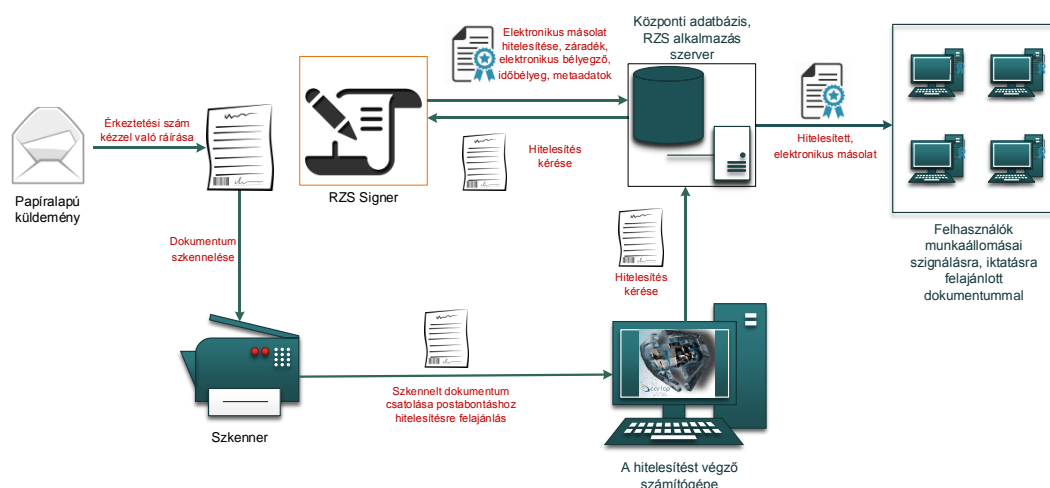 Elektronikus másolat
hitelesítése, záradék,
elektronikus bélyegző,
időbélyeg, metaadatok
Központi adatbázis,
RZS alkalmazás
szerver
Érkeztetési szám
kézzel való ráírása
Hitelesítés
kérése
Hitelesített,
elektronikus másolat
Papíralapú
küldemény
RZS Signer
Felhasználók
munkaállomásai
szignálásra, iktatásra
felajánlott
dokumentummal
Dokumentum
szkennelése
Hitelesítés
kérése
Szkennelt dokumentum
csatolása postabontáshoz
hitelesítésre felajánlás
Szkenner
A hitelesítést végző
számítógépe